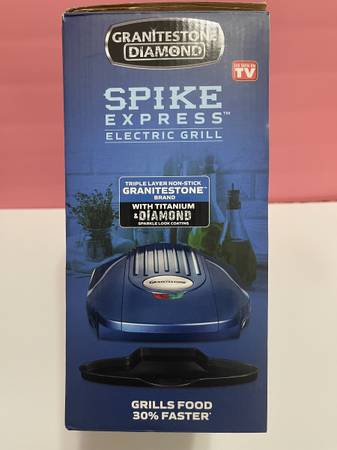 GRANITESTONE
DIAMOND
AS SEEN ON
TV
SPIKE
EXPRESS™
ELECTRIC GRILL
TRIPLE LAYER NON-STICK
GRANITESTONE™
BRAND
WITH TITANIUM
& DIAMOND
SPARKLE LOOK COATING
GRANITESTONE
GRILLS FOOD
30% FASTER*